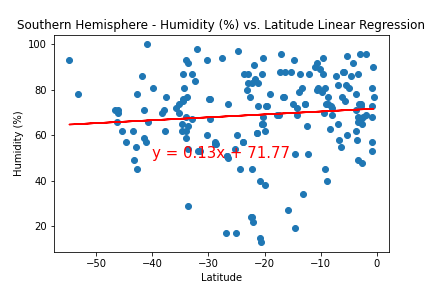 Southern Hemisphere - Humidity (%) vs. Latitude Linear Regression
100
80
60
40
20
Humidity (%)
y = 0.13x + 71.77
−50
−40
−30
−20
−10
0
Latitude